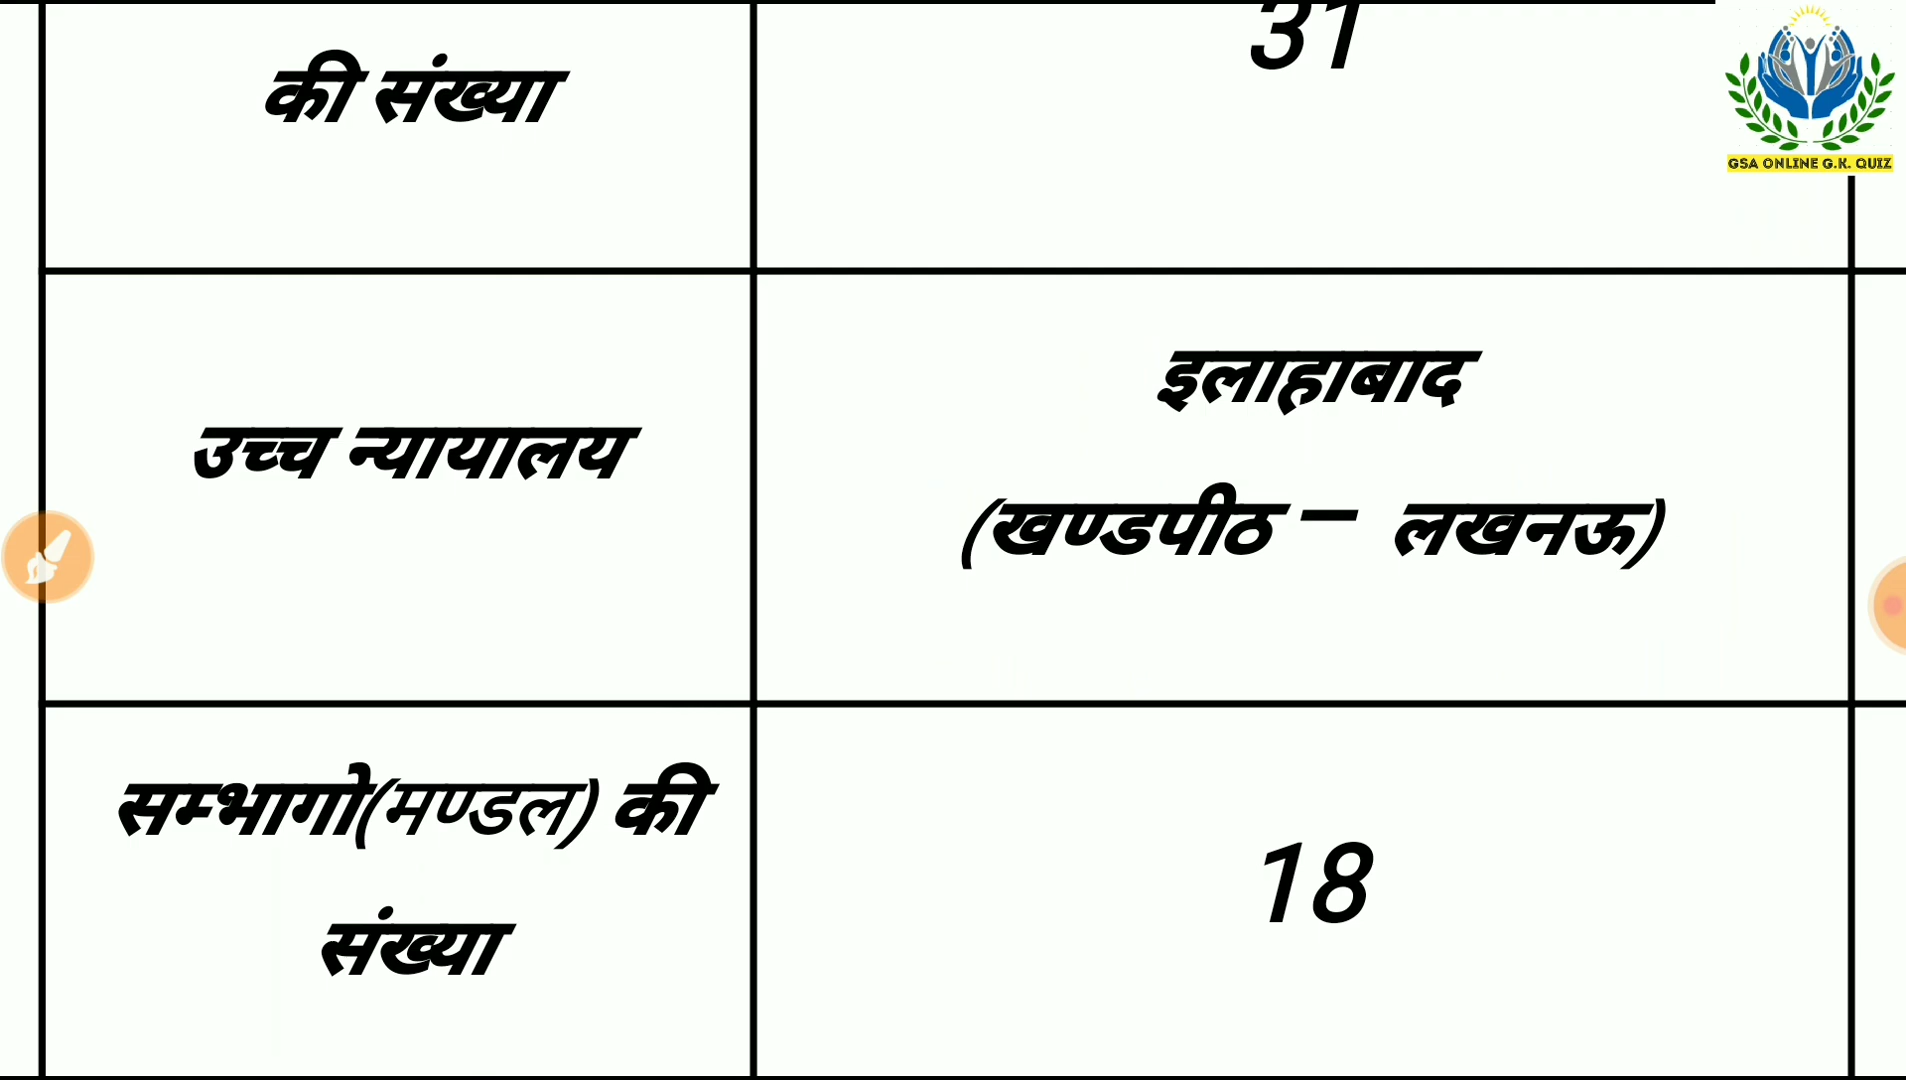 की संख्या
31
GSA ONLINE G.K. QUIZ
उच्च न्यायालय
इलाहाबाद
(खण्डपीठ – लखनऊ)
सम्भागो(मण्डल) की
संख्या
18